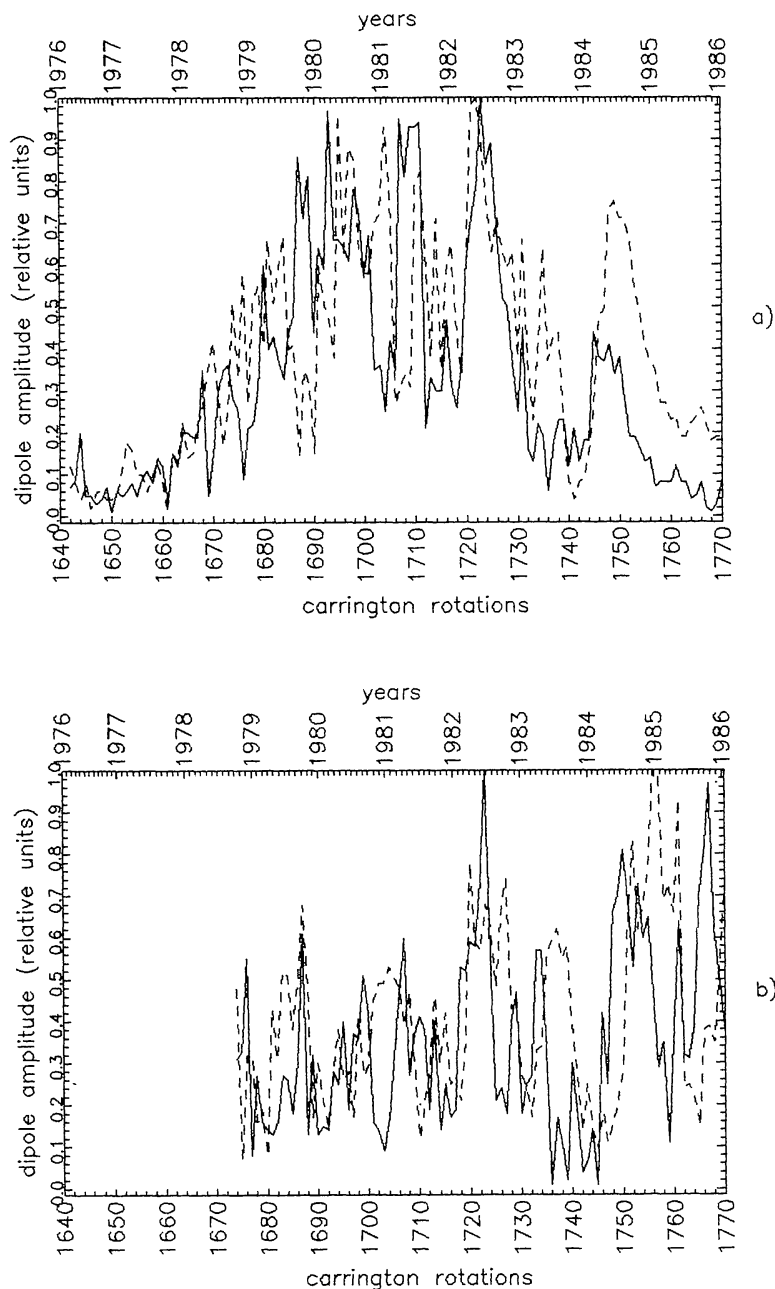 years
1976 1977 1978 1979 1980 1981 1982 1983 1984 1985 1986
dipole amplitude (relative units)
0.0 0.1 0.2 0.3 0.4 0.5 0.6 0.7 0.8 0.9 1.0
1640 1650 1660 1670 1680 1690 1700 1710 1720 1730 1740 1750 1760 1770
carrington rotations
a)
years
1976 1977 1978 1979 1980 1981 1982 1983 1984 1985 1986
dipole amplitude (relative units)
0.0 0.1 0.2 0.3 0.4 0.5 0.6 0.7 0.8 0.9 1.0
1640 1650 1660 1670 1680 1690 1700 1710 1720 1730 1740 1750 1760 1770
carrington rotations
b)